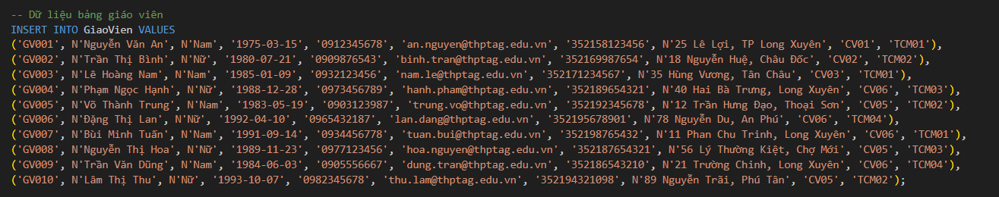 -- Dữ liệu bảng giáo viên
INSERT INTO GiaoVien VALUES
('GV001', N'Nguyễn Văn An', N'Nam', '1975-03-15', '0912345678', 'an.nguyen@thptag.edu.vn', '352158123456', N'25 Lê Lợi, TP Long Xuyên', 'CV01', 'TCM01'),
('GV002', N'Trần Thị Bình', N'Nữ', '1980-07-21', '0909876543', 'binh.tran@thptag.edu.vn', '352169987654', N'18 Nguyễn Huệ, Châu Đốc', 'CV02', 'TCM02'),
('GV003', N'Lê Hoàng Nam', N'Nam', '1985-01-09', '0932123456', 'nam.le@thptag.edu.vn', '352171234567', N'35 Hùng Vương, Tân Châu', 'CV03', 'TCM01'),
('GV004', N'Phạm Ngọc Hạnh', N'Nữ', '1988-12-28', '0973456789', 'hanh.pham@thptag.edu.vn', '352189654321', N'40 Hai Bà Trưng, Long Xuyên', 'CV06', 'TCM03'),
('GV005', N'Võ Thành Trung', N'Nam', '1983-05-19', '0903123987', 'trung.vo@thptag.edu.vn', '352192345678', N'12 Trần Hưng Đạo, Thoại Sơn', 'CV05', 'TCM02'),
('GV006', N'Đặng Thị Lan', N'Nữ', '1992-04-10', '0965432187', 'lan.dang@thptag.edu.vn', '352195678901', N'78 Nguyễn Du, An Phú', 'CV06', 'TCM04'),
('GV007', N'Bùi Minh Tuấn', N'Nam', '1991-09-14', '0934456778', 'tuan.bui@thptag.edu.vn', '352198765432', N'11 Phan Chu Trinh, Long Xuyên', 'CV06', 'TCM01'),
('GV008', N'Nguyễn Thị Hoa', N'Nữ', '1989-11-23', '0977123456', 'hoa.nguyen@thptag.edu.vn', '352187654321', N'56 Lý Thường Kiệt, Chợ Mới', 'CV05', 'TCM03'),
('GV009', N'Trần Văn Dũng', N'Nam', '1984-06-03', '0905556667', 'dung.tran@thptag.edu.vn', '352186543210', N'21 Trường Chinh, Long Xuyên', 'CV06', 'TCM04'),
('GV010', N'Lâm Thị Thu', N'Nữ', '1993-10-07', '0982345678', 'thu.lam@thptag.edu.vn', '352194321098', N'89 Nguyễn Trãi, Phú Tân', 'CV05', 'TCM02');